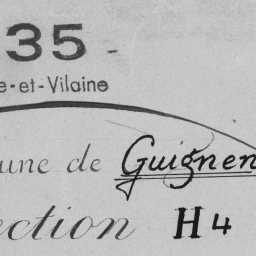 35 -
e-et-Vilaine
une de Guignen
ection H4